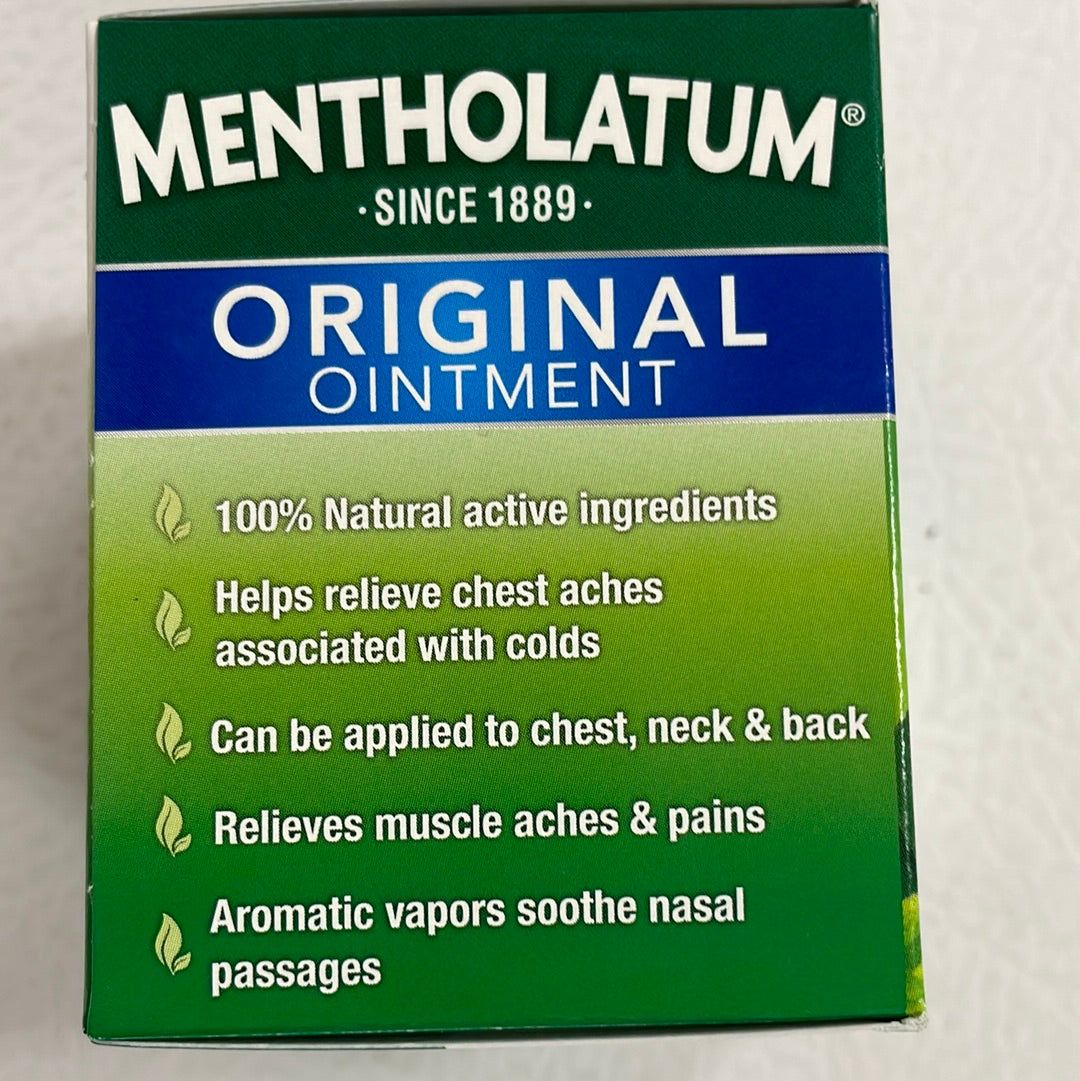 MENTHOLATUM®
·SINCE 1889·
ORIGINAL
OINTMENT
100% Natural active ingredients
Helps relieve chest aches
associated with colds
Can be applied to chest, neck & back
Relieves muscle aches & pains
Aromatic vapors soothe nasal
passages